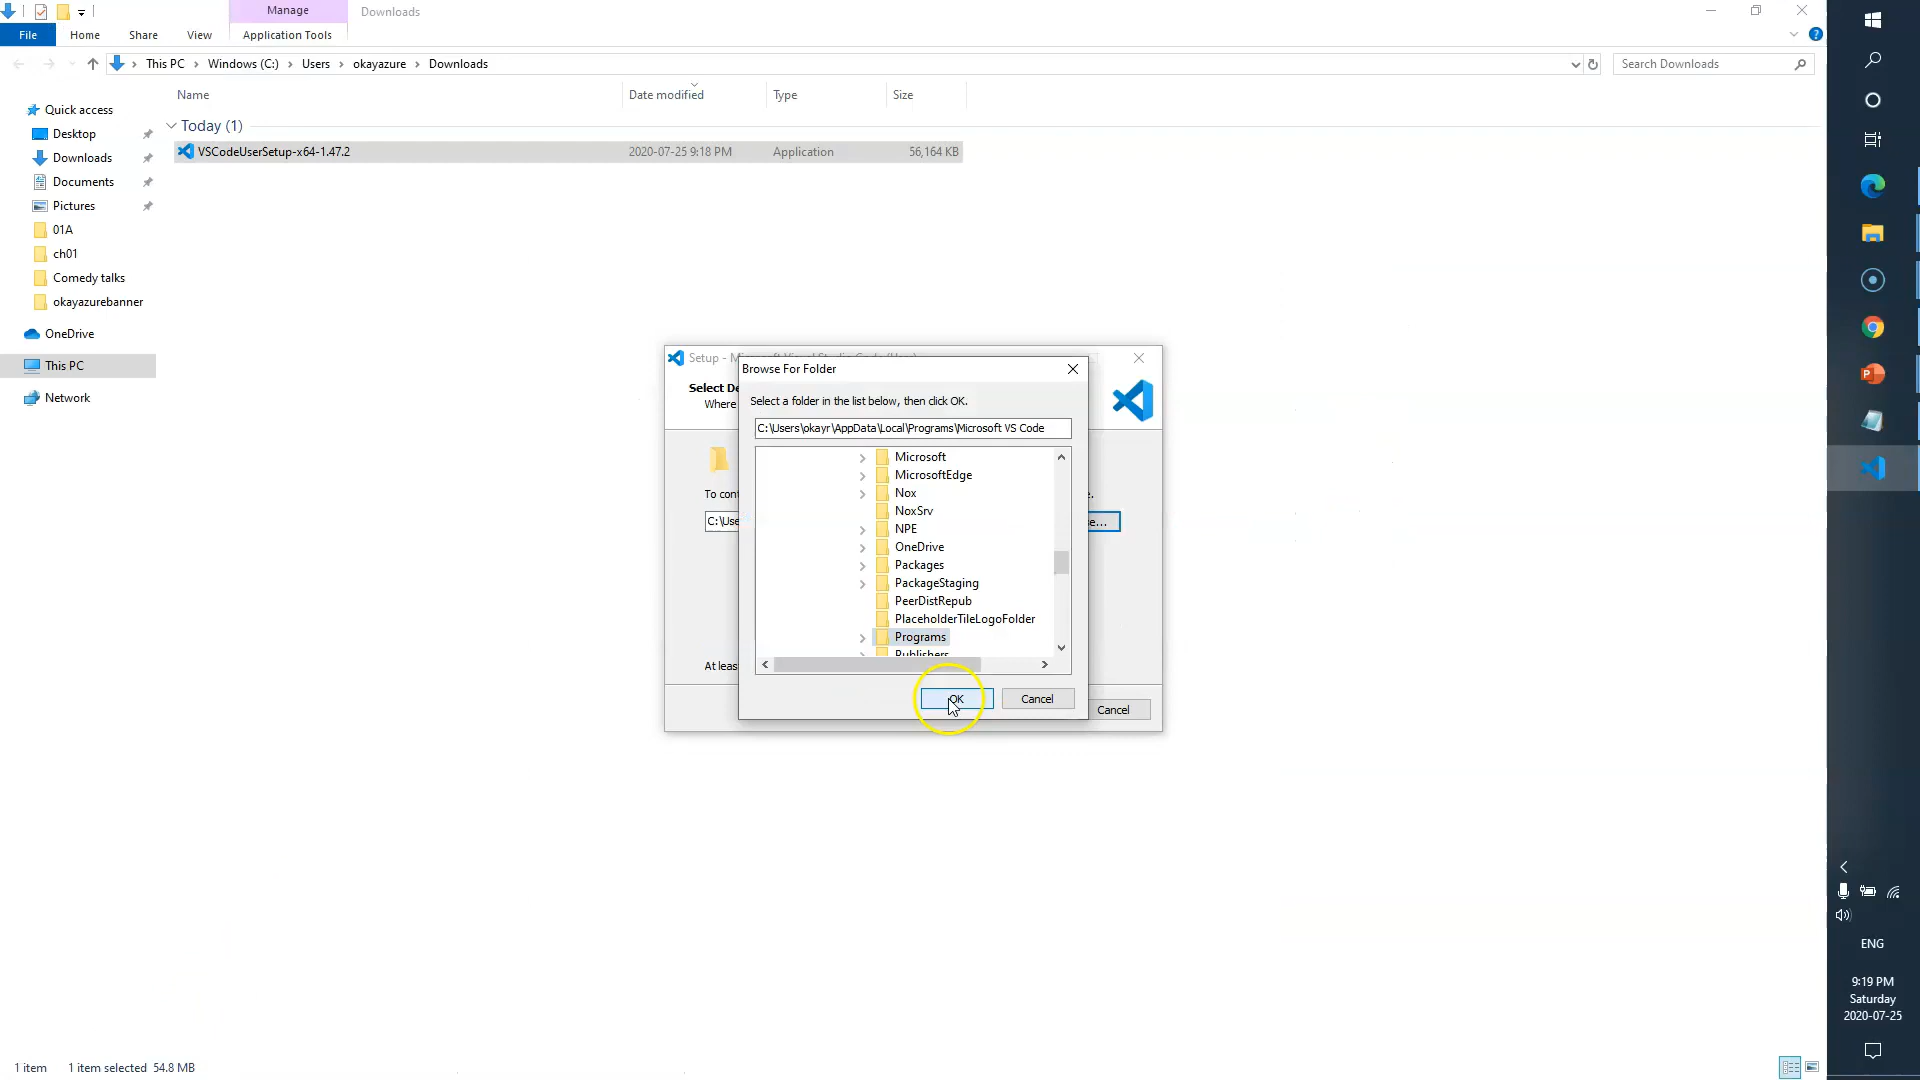 Manage
Downloads
File
Home
Share
View
Application Tools
This PC
Windows (C:)
Users
okayazure
Downloads
Search Downloads
Name
Date modified
Type
Size
Quick access
Desktop
Downloads
Documents
Pictures
01A
ch01
Comedy talks
okayazurebanner
OneDrive
This PC
Network
Today (1)
VSCodeUserSetup-x64-1.47.2
2020-07-25 9:18 PM
Application
56,164 KB
Setup - M
Select De
Where
To cont
C:\Use
At leas
e...
Cancel
Browse For Folder
Select a folder in the list below, then click OK.
C:\Users\okayr\AppData\Local\Programs\Microsoft VS Code
Microsoft
MicrosoftEdge
Nox
NoxSrv
NPE
OneDrive
Packages
PackageStaging
PeerDistRepub
PlaceholderTileLogoFolder
Programs
Publishers
OK
Cancel
ENG
9:19 PM
Saturday
2020-07-25
1 item
1 item selected 54.8 MB